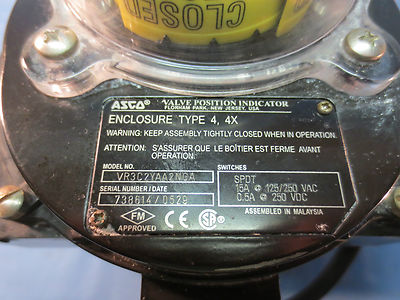 CLOSED
ASCO® VALVE POSITION INDICATOR
FLORHAM PARK, NEW JERSEY, USA
ENCLOSURE TYPE 4, 4X
WARNING: KEEP ASSEMBLY TIGHTLY CLOSED WHEN IN OPERATION.
ATTENTION: S'ASSURER QUE LE BOÎTIER EST FERME AVANT
OPERATION.
MODEL NO.
VR3C2YAA2NGA
SERIAL NUMBER / DATE
738614/0529
SWITCHES
SPDT
15A @ 125/250 VAC
0.5A @ 250 VDC
ASSEMBLED IN MALAYSIA
FM
APPROVED
CE